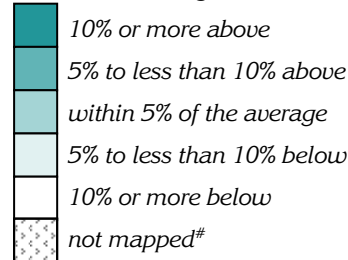 10% or more above
5% to less than 10% above
within 5% of the average
5% to less than 10% below
10% or more below
not mapped#